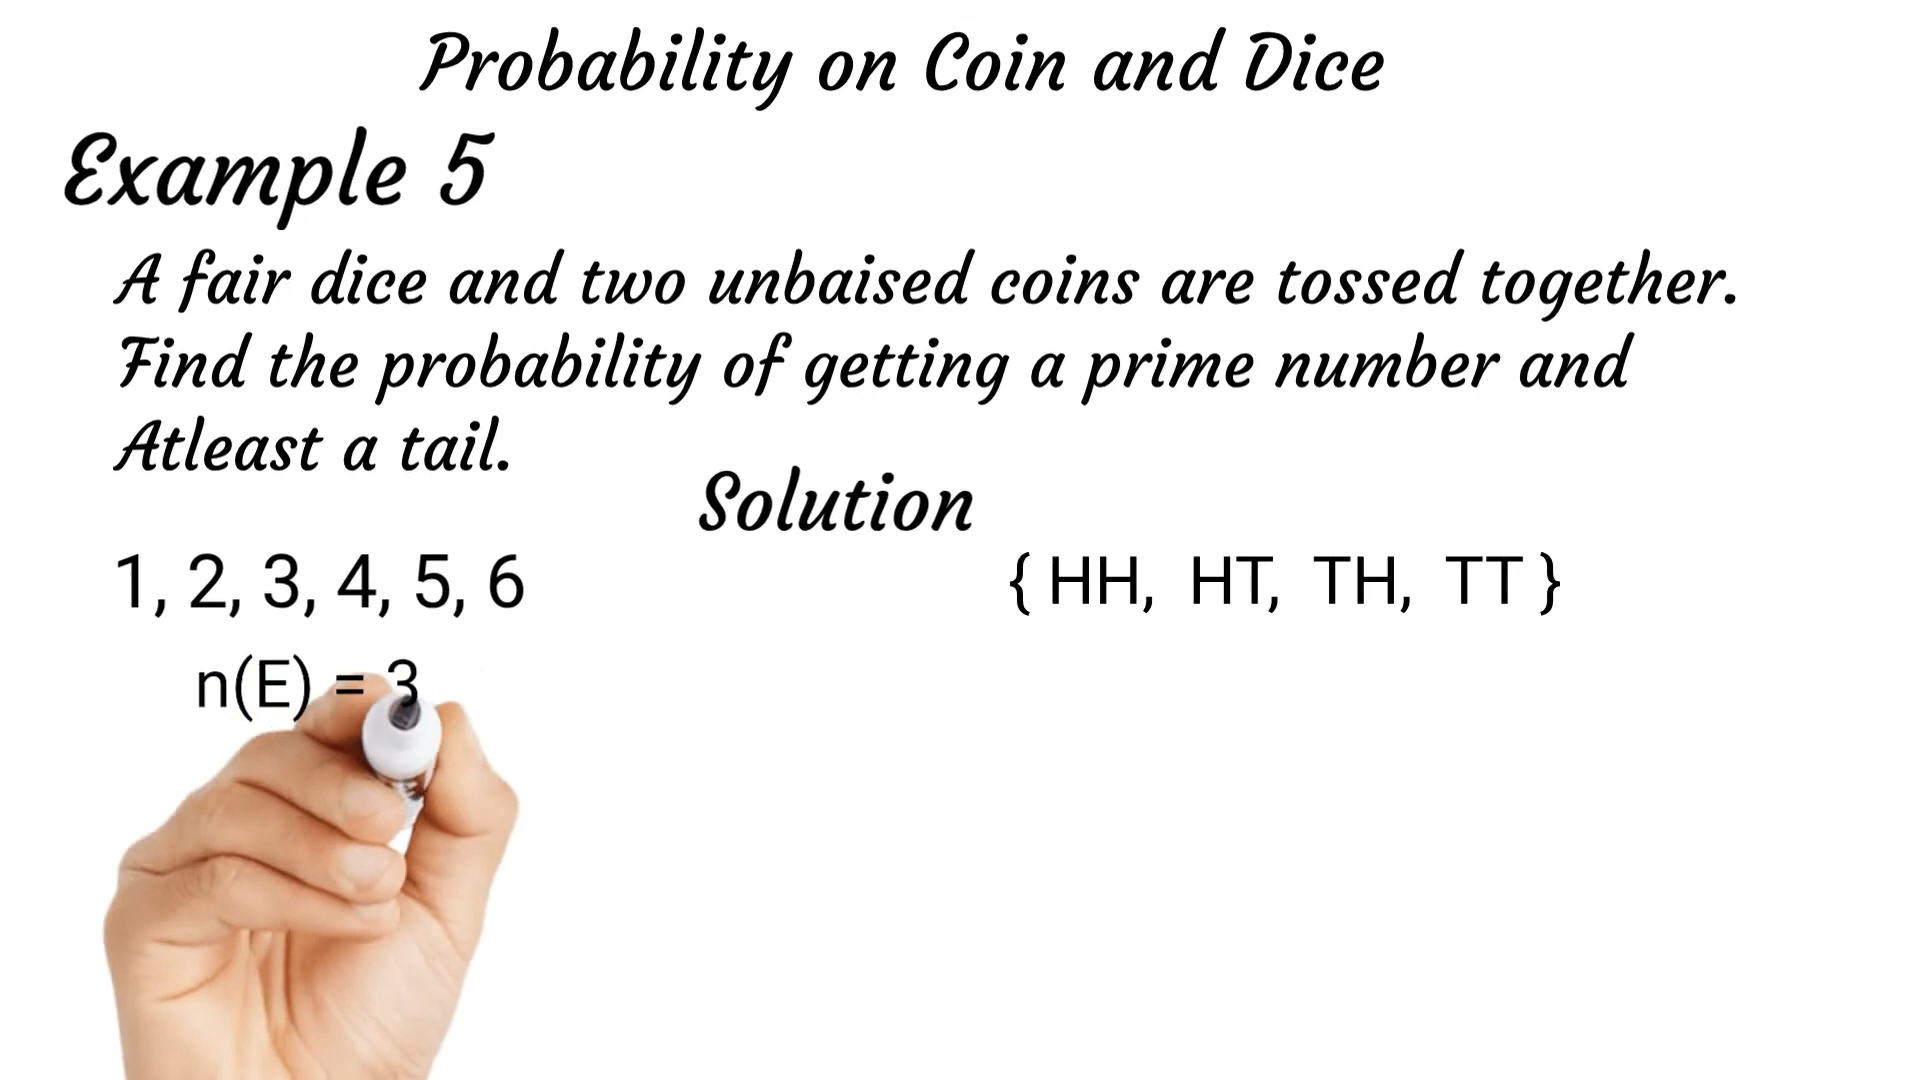 Probability on Coin and Dice
Example 5
A fair dice and two unbaised coins are tossed together.
Find the probability of getting a prime number and
Atleast a tail.
Solution
1, 2, 3, 4, 5, 6
{ HH, HT, TH, TT }
n(E) = 3